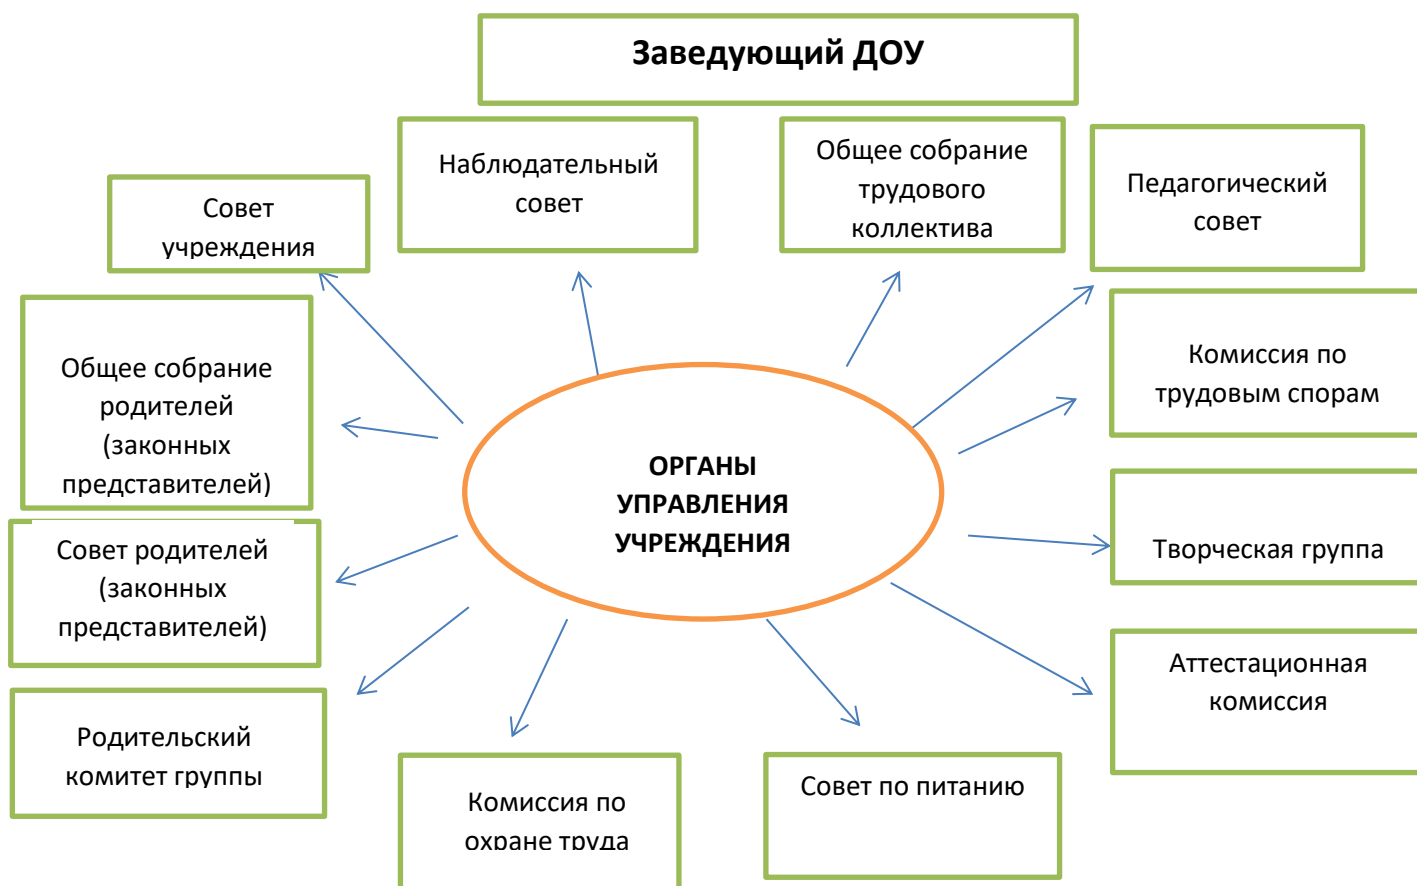 Заведующий ДОУ
Наблюдательный
совет
Общее собрание
трудового
коллектива
Педагогический
совет
Совет
учреждения
Общее собрание
родителей
(законных
представителей)
Комиссия по
трудовым спорам
ОРГАНЫ
УПРАВЛЕНИЯ
УЧРЕЖДЕНИЯ
Совет родителей
(законных
представителей)
Творческая группа
Аттестационная
комиссия
Родительский
комитет группы
Комиссия по
охране труда
Совет по питанию